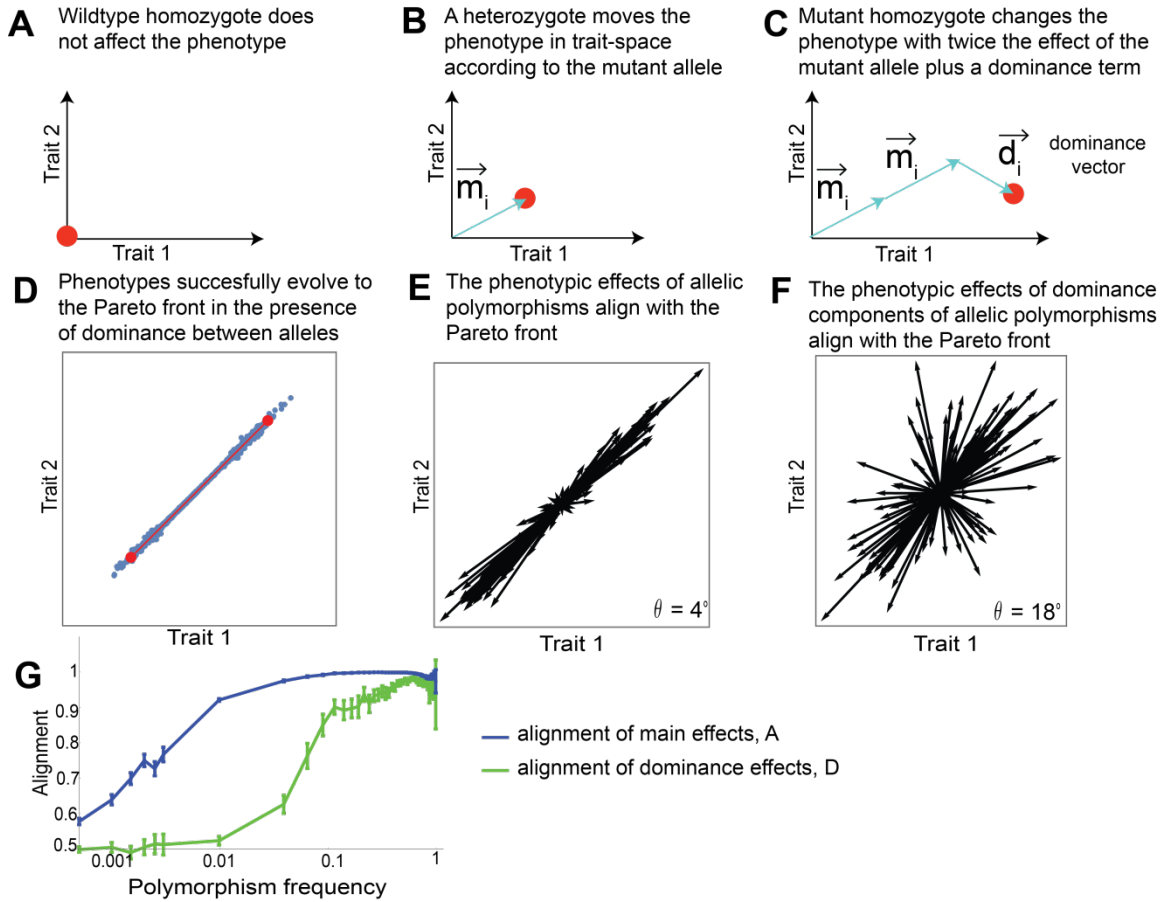 A
Wildtype homozygote does
not affect the phenotype
Trait 2
Trait 1
B
A heterozygote moves the
phenotype in trait-space
according to the mutant allele
Trait 2
m i
Trait 1
C
Mutant homozygote changes the
phenotype with twice the effect of the
mutant allele plus a dominance term
Trait 2
m i
m i
d i
dominance
vector
Trait 1
D
Phenotypes succesfully evolve to
the Pareto front in the presence
of dominance between alleles
Trait 2
Trait 1
E
The phenotypic effects of allelic
polymorphisms align with the
Pareto front
Trait 2
θ = 4°
Trait 1
F
The phenotypic effects of dominance
components of allelic polymorphisms
align with the Pareto front
Trait 2
θ = 18°
Trait 1
G
Alignment
1
0.9
0.8
0.7
0.6
0.5
0.001 0.01 0.1 1
Polymorphism frequency
alignment of main effects, A
alignment of dominance effects, D